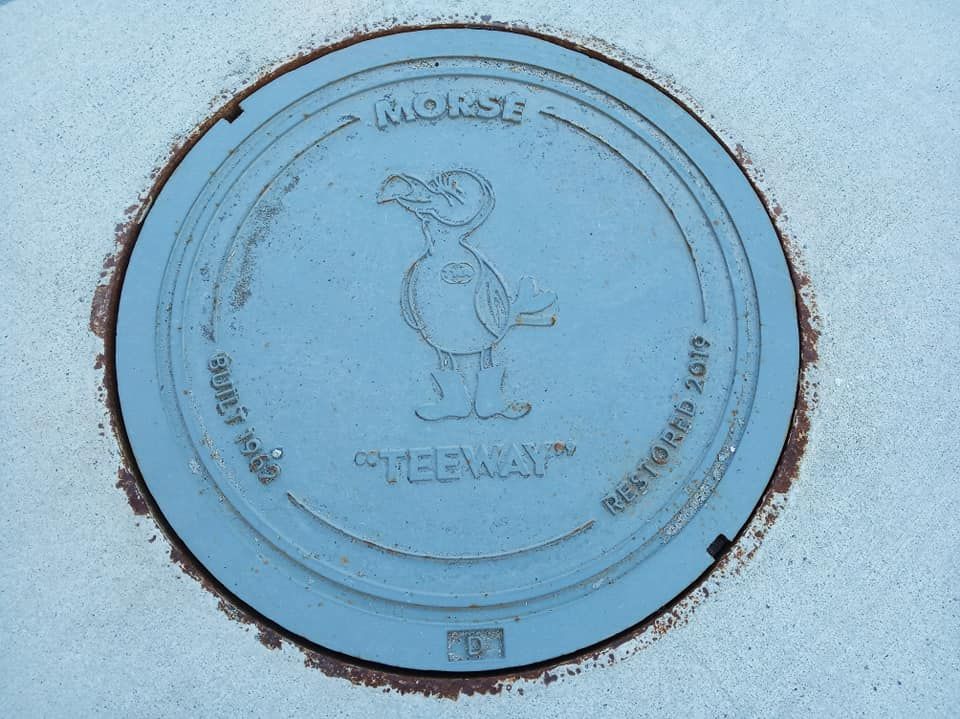 MORSE
"TEEWAY"
BUILT 1962
RESTORED 2019
D